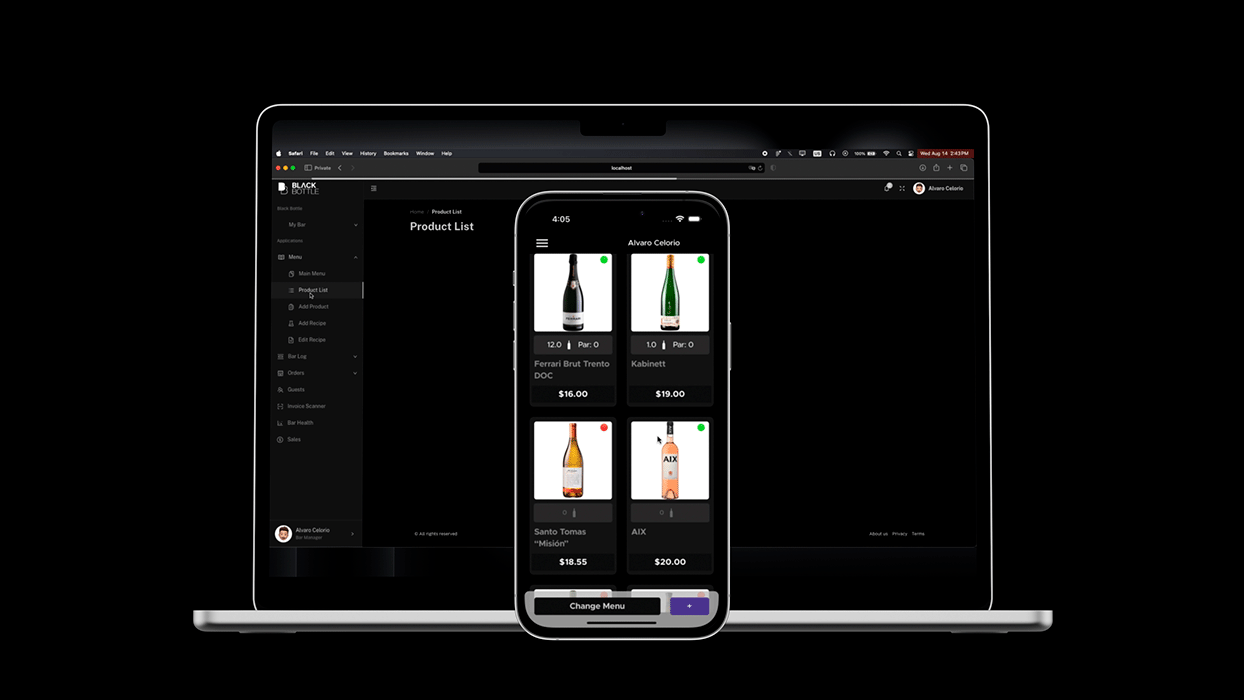 Safari File Edit View History Bookmarks Window Help
100%
Wed Aug 14 2:43PM
Private
localhost
BLACK
BOTTLE
Alvaro Celorio
Black Bottle
My Bar
Applications
Menu
Main Menu
Product List
Add Product
Add Recipe
Edit Recipe
Bar Log
Orders
Guests
Invoice Scanner
Bar Health
Sales
Alvaro Celorio
Bar Manager
Home / Product List
Product List
© All rights reserved
About us Privacy Terms
4:05
Alvaro Celorio
12.0 Par: 0
Ferrari Brut Trento
DOC
$16.00
1.0 Par: 0
Kabinett
$19.00
0
Santo Tomas
“Misión”
$18.55
AIX
0
AIX
$20.00
Change Menu
+